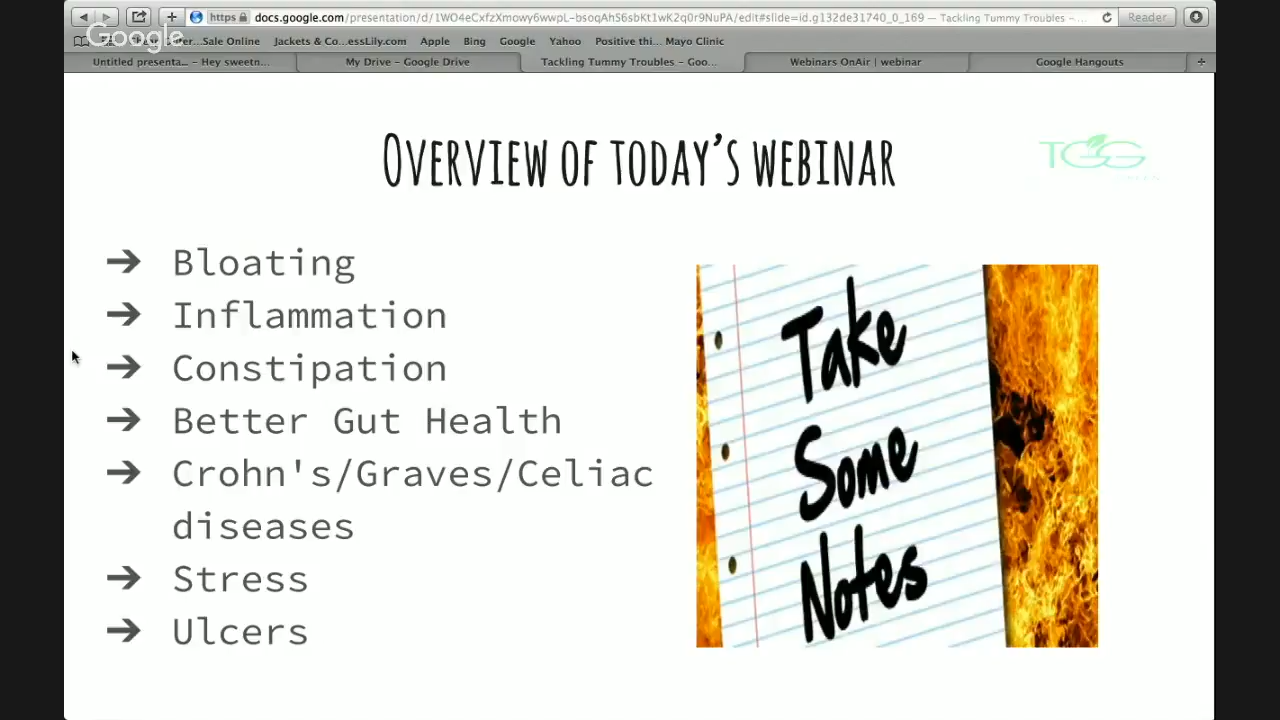 https docs.google.com/presentation/d/1WO4eCxfzXmowy6wwpL-bsoqAhS6sbKt1wK2q0r9NuPA/edit#slide=id.g132de31740_0_169 — Tackling Tummy Troubles – ...
Reader
Google
Sale Online
Jackets & Co...essLily.com
Apple
Bing
Google
Yahoo
Positive thi... Mayo Clinic
Untitled presenta... – Hey sweetn...
My Drive – Google Drive
Tackling Tummy Troubles – Goo...
Webinars OnAir | webinar
Google Hangouts
+
Overview of today's webinar
TGG
➔ Bloating
➔ Inflammation
➔ Constipation
➔ Better Gut Health
➔ Crohn's/Graves/Celiac
diseases
➔ Stress
➔ Ulcers
Take
Some
Notes